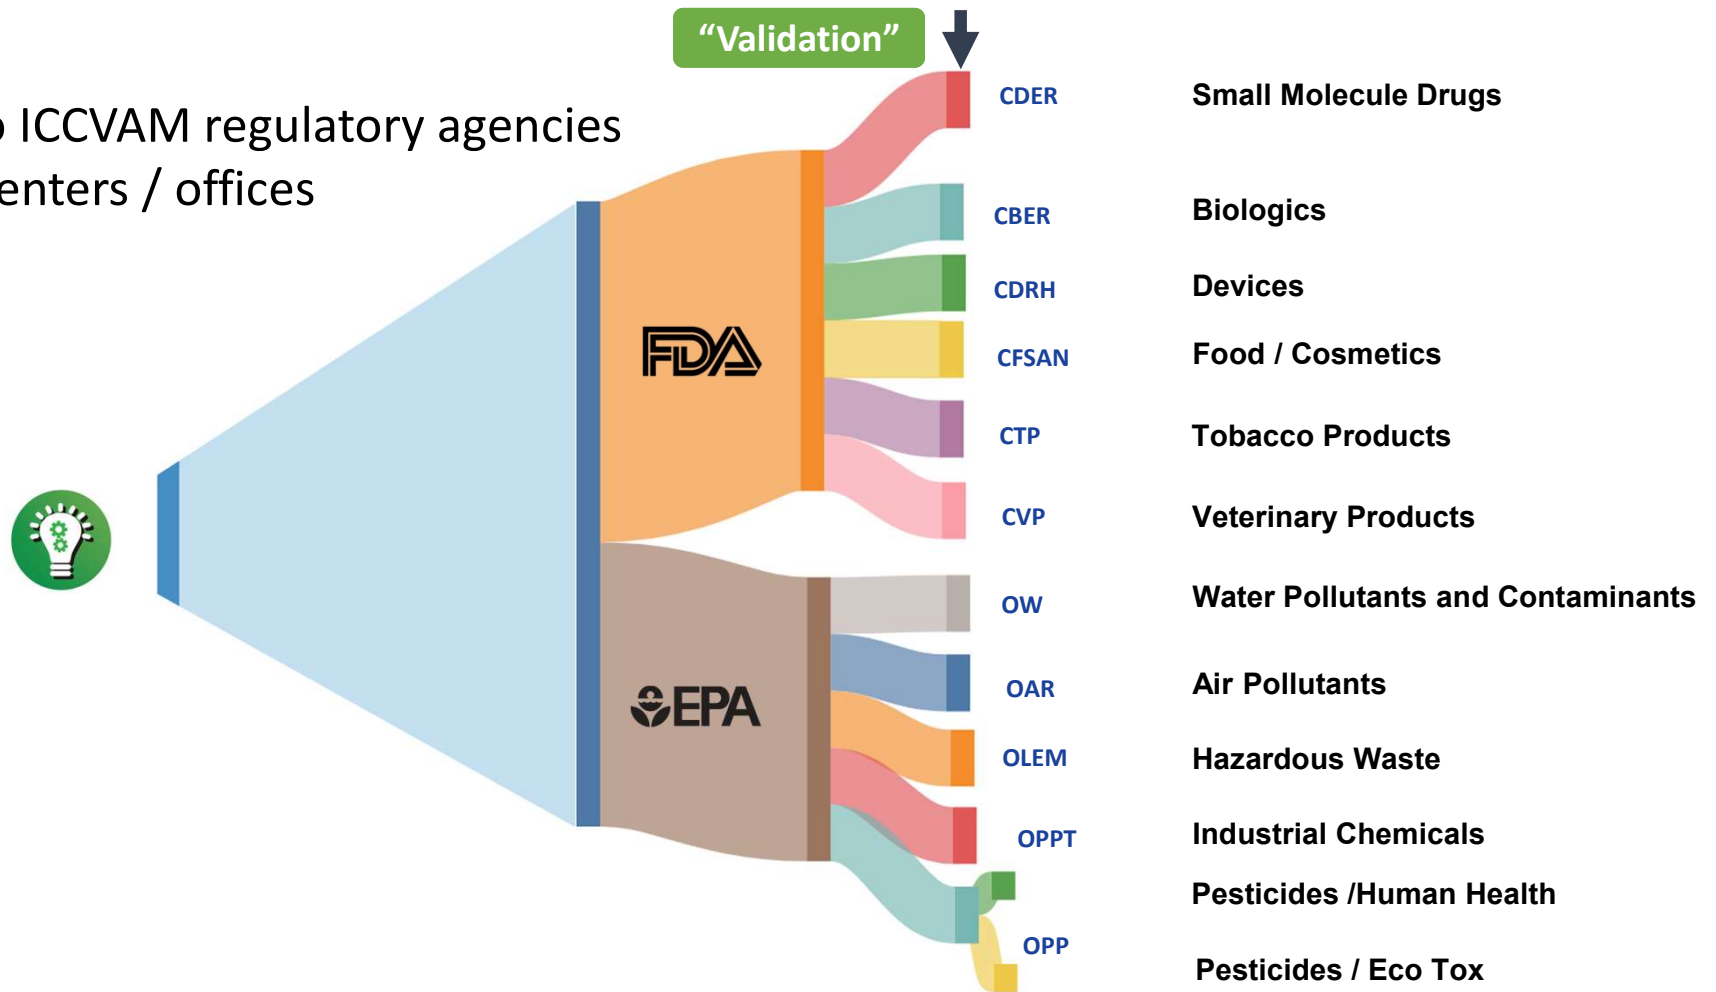 “Validation”
ICCVAM regulatory agencies
enters / offices
CDER Small Molecule Drugs
CBER Biologics
CDRH Devices
FDA
CFSAN Food / Cosmetics
CTP Tobacco Products
CVP Veterinary Products
OW Water Pollutants and Contaminants
OAR Air Pollutants
EPA
OLEM Hazardous Waste
OPPT Industrial Chemicals
Pesticides /Human Health
OPP
Pesticides / Eco Tox